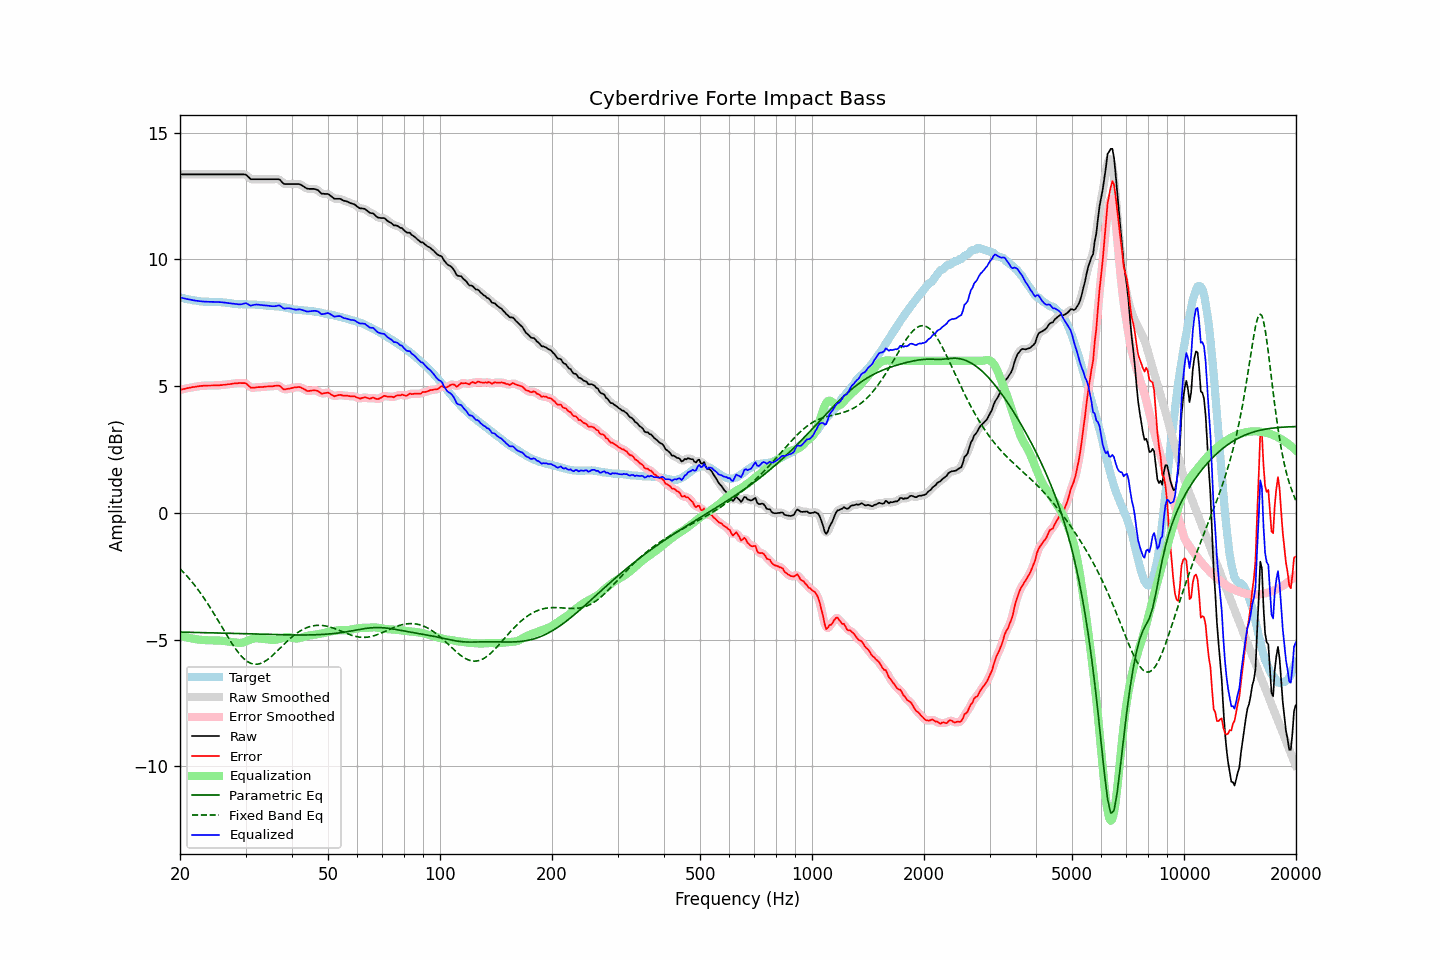 Cyberdrive Forte Impact Bass
Amplitude (dBr)
15
10
5
0
−5
−10
Target
Raw Smoothed
Error Smoothed
Raw
Error
Equalization
Parametric Eq
Fixed Band Eq
Equalized
20 50 100 200 500 1000 2000 5000 10000 20000
Frequency (Hz)